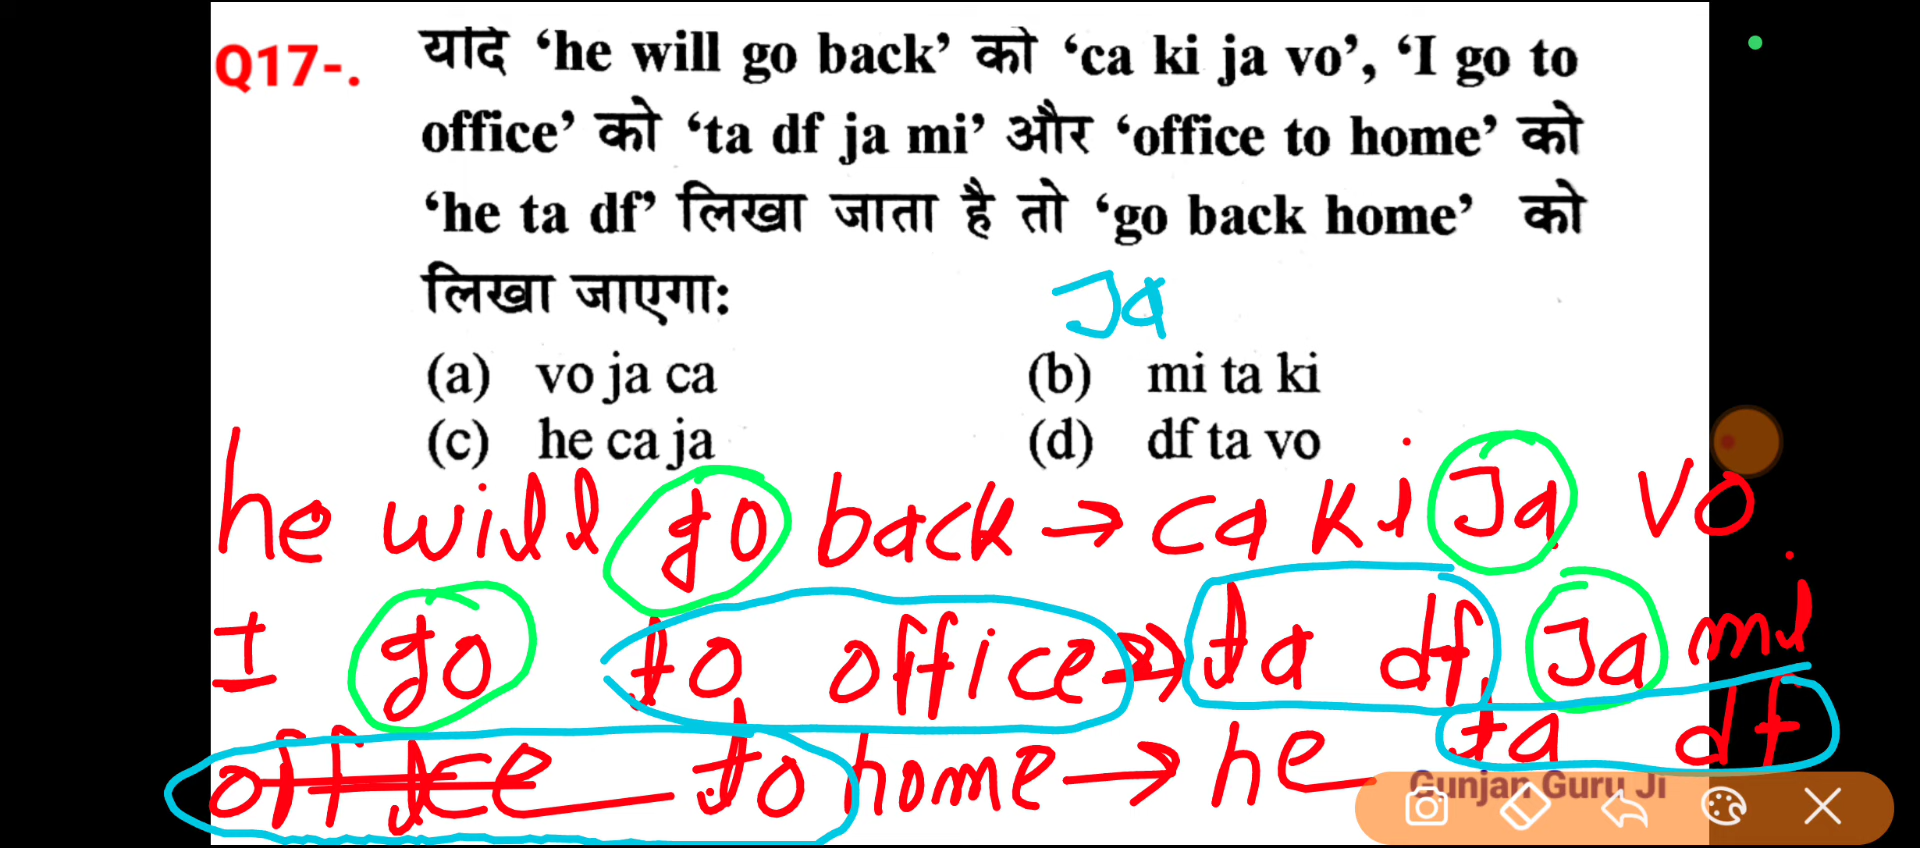 Q17-. यदि ‘he will go back’ को ‘ca ki ja vo’, ‘I go to
office’ को ‘ta df ja mi’ और ‘office to home’ को
‘he ta df’ लिखा जाता है तो ‘go back home’ को
लिखा जाएगाः
Ja
(a) vo ja ca (b) mi ta ki
(c) he ca ja (d) df ta vo
he will go back → ca ki Ja vo
I go to office → ta df Ja mi
office to home → he ta df
Gunjan Guru Ji